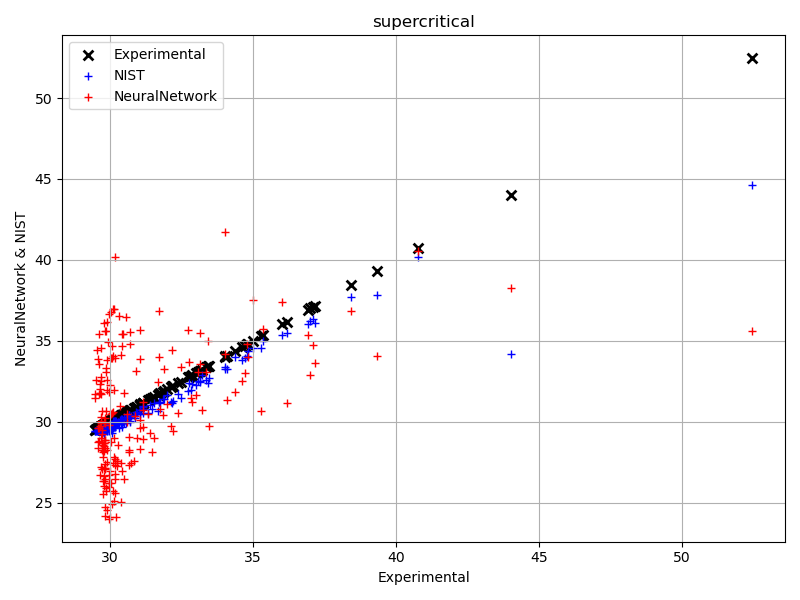 supercritical
Experimental
NIST
NeuralNetwork
NeuralNetwork & NIST
50
45
40
35
30
25
30 35 40 45 50
Experimental